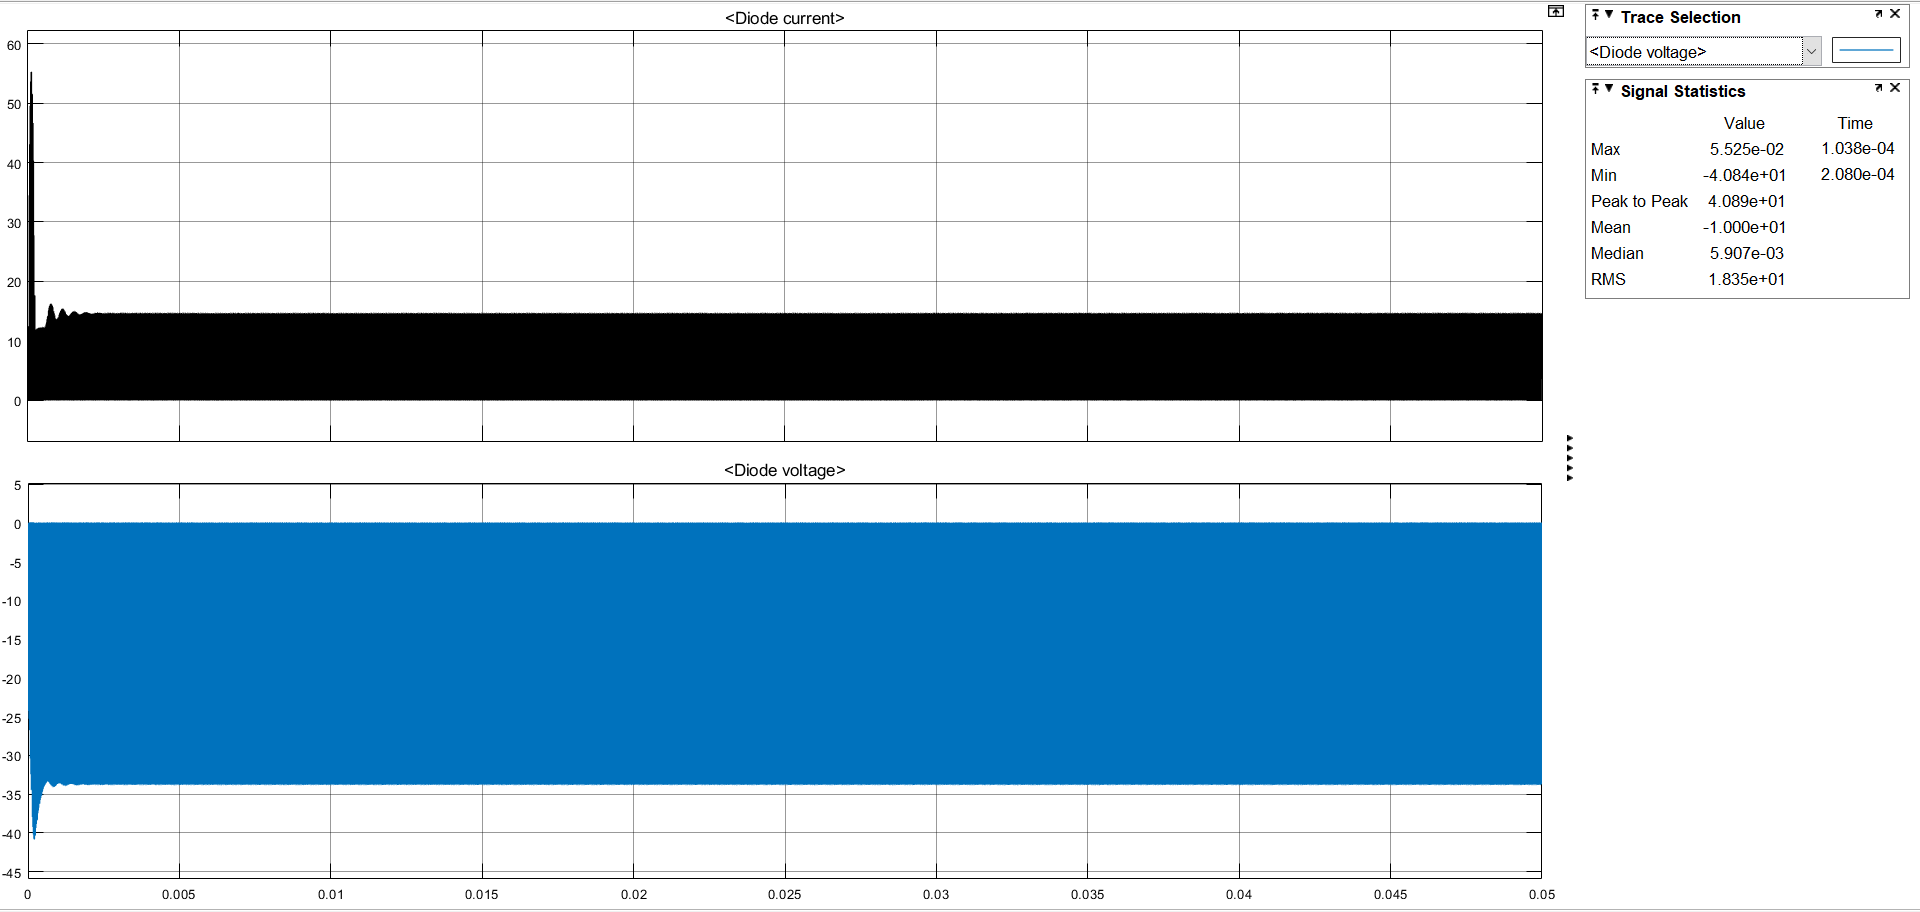 <Diode current>
60
50
40
30
20
10
0
<Diode voltage>
5
0
-5
-10
-15
-20
-25
-30
-35
-40
-45
0 0.005 0.01 0.015 0.02 0.025 0.03 0.035 0.04 0.045 0.05
Trace Selection
<Diode voltage>
Signal Statistics
Value Time
Max 5.525e-02 1.038e-04
Min -4.084e+01 2.080e-04
Peak to Peak 4.089e+01
Mean -1.000e+01
Median 5.907e-03
RMS 1.835e+01